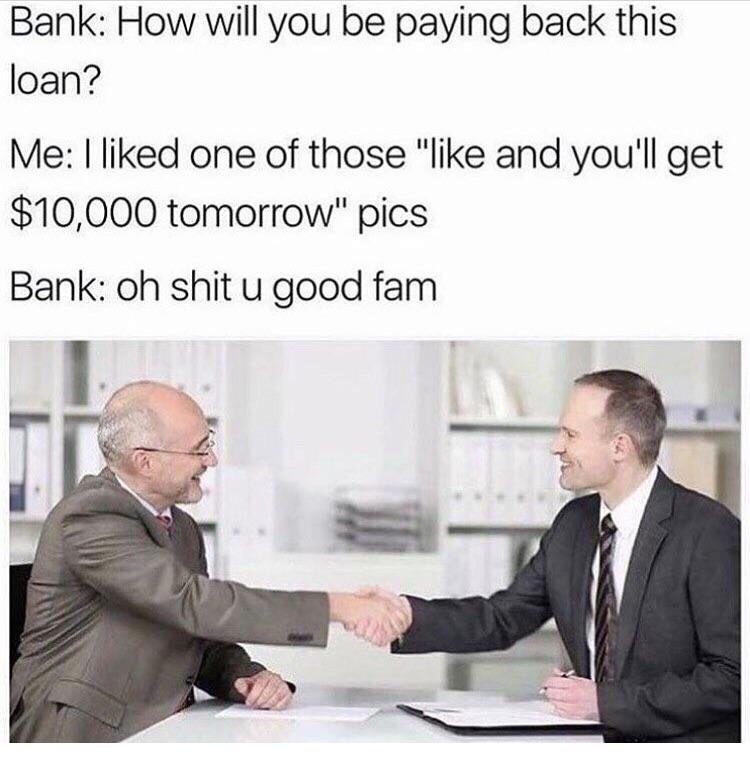 Bank: How will you be paying back this
loan?
Me: I liked one of those "like and you'll get
$10,000 tomorrow" pics
Bank: oh shit u good fam